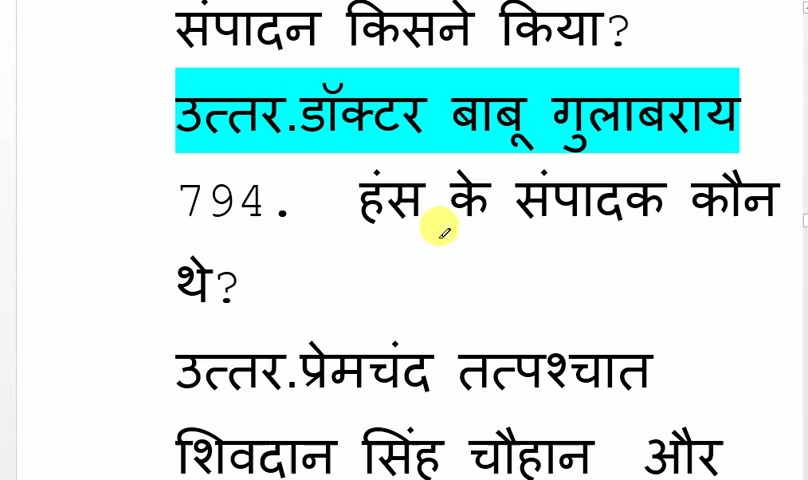 संपादन किसने किया?
उत्तर.डॉक्टर बाबू गुलाबराय
794. हंस के संपादक कौन
थे?
उत्तर.प्रेमचंद तत्पश्चात
शिवदान सिंह चौहान और